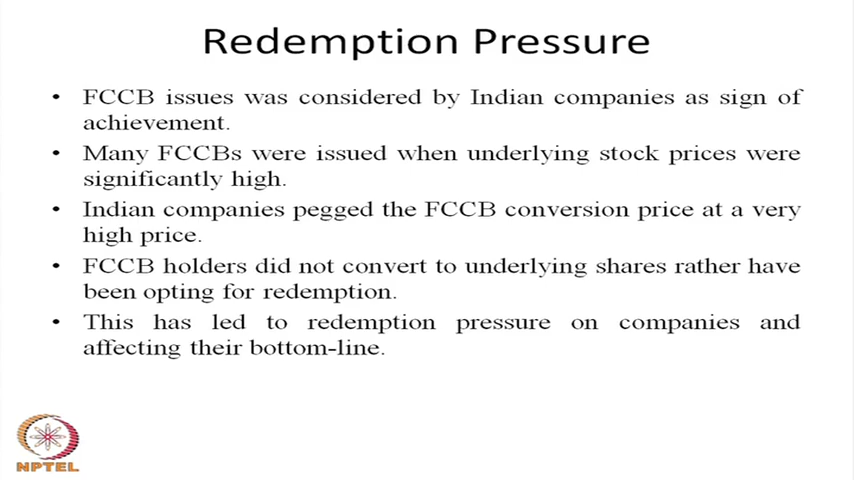 Redemption Pressure
• FCCB issues was considered by Indian companies as sign of
achievement.
• Many FCCBs were issued when underlying stock prices were
significantly high.
• Indian companies pegged the FCCB conversion price at a very
high price.
• FCCB holders did not convert to underlying shares rather have
been opting for redemption.
• This has led to redemption pressure on companies and
affecting their bottom-line.
NPTEL